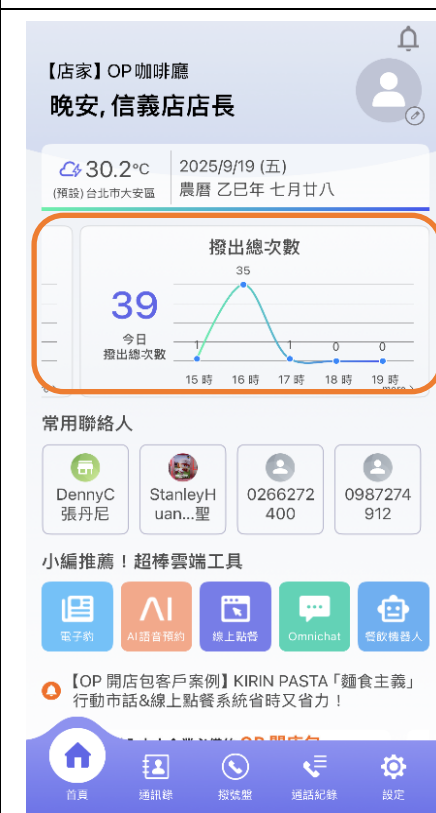 【店家】OP咖啡廳
晚安, 信義店店長
30.2°C
(預設)台北市大安區
2025/9/19 (五)
農曆 乙巳年 七月廿八
撥出總次數
39
今日
撥出總次數
35
1
1
0
0
15 時
16 時
17 時
18 時
19 時
more >
常用聯絡人
DennyC
張丹尼
StanleyH
uan...聖
0266272
400
0987274
912
小編推薦！超棒雲端工具
電子豹
AI
AI語音預約
線上點餐
Omnichat
餐飲機器人
【OP 開店包客戶案例】KIRIN PASTA「麵食主義」
行動市話&線上點餐系統省時又省力！
OP 開店包
首頁
通訊錄
撥號盤
通話紀錄
設定